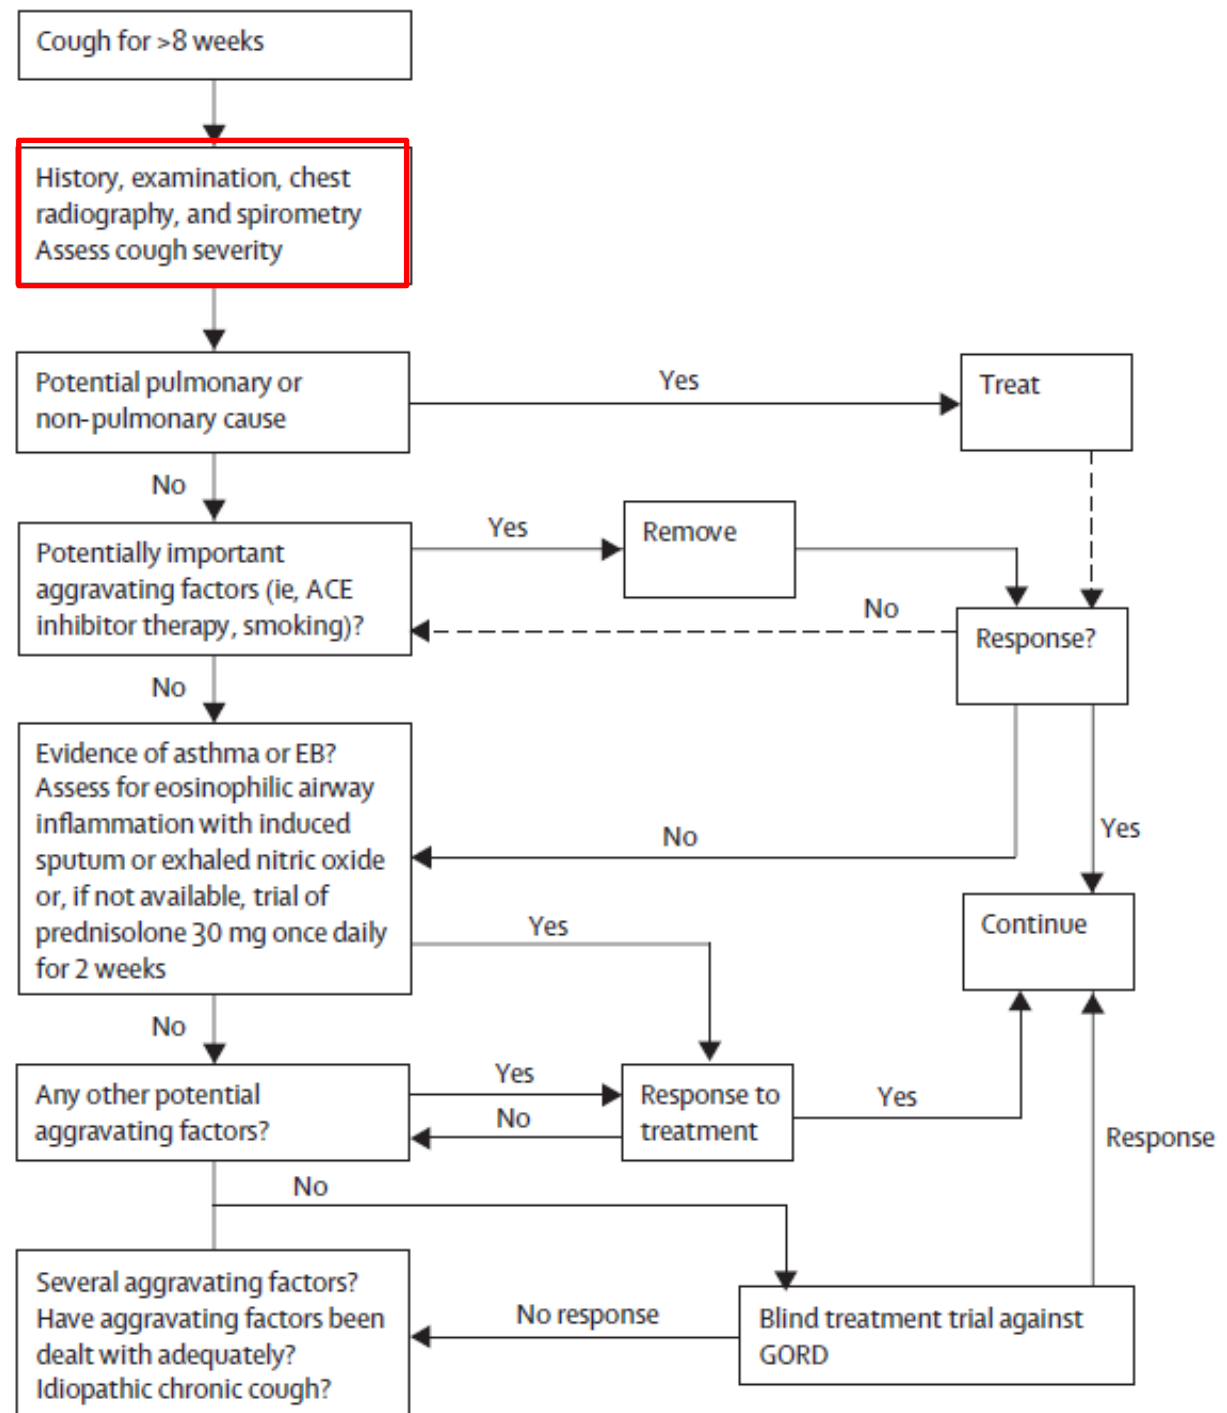 Cough for >8 weeks
History, examination, chest
radiography, and spirometry
Assess cough severity
Potential pulmonary or
non-pulmonary cause
Yes
Treat
No
Potentially important
aggravating factors (ie, ACE
inhibitor therapy, smoking)?
Yes
Remove
No
Response?
No
Evidence of asthma or EB?
Assess for eosinophilic airway
inflammation with induced
sputum or exhaled nitric oxide
or, if not available, trial of
prednisolone 30 mg once daily
for 2 weeks
No
Yes
Yes
Continue
No
Any other potential
aggravating factors?
Yes
No
Response to
treatment
Yes
Response
No
Several aggravating factors?
Have aggravating factors been
dealt with adequately?
Idiopathic chronic cough?
No response
Blind treatment trial against
GORD